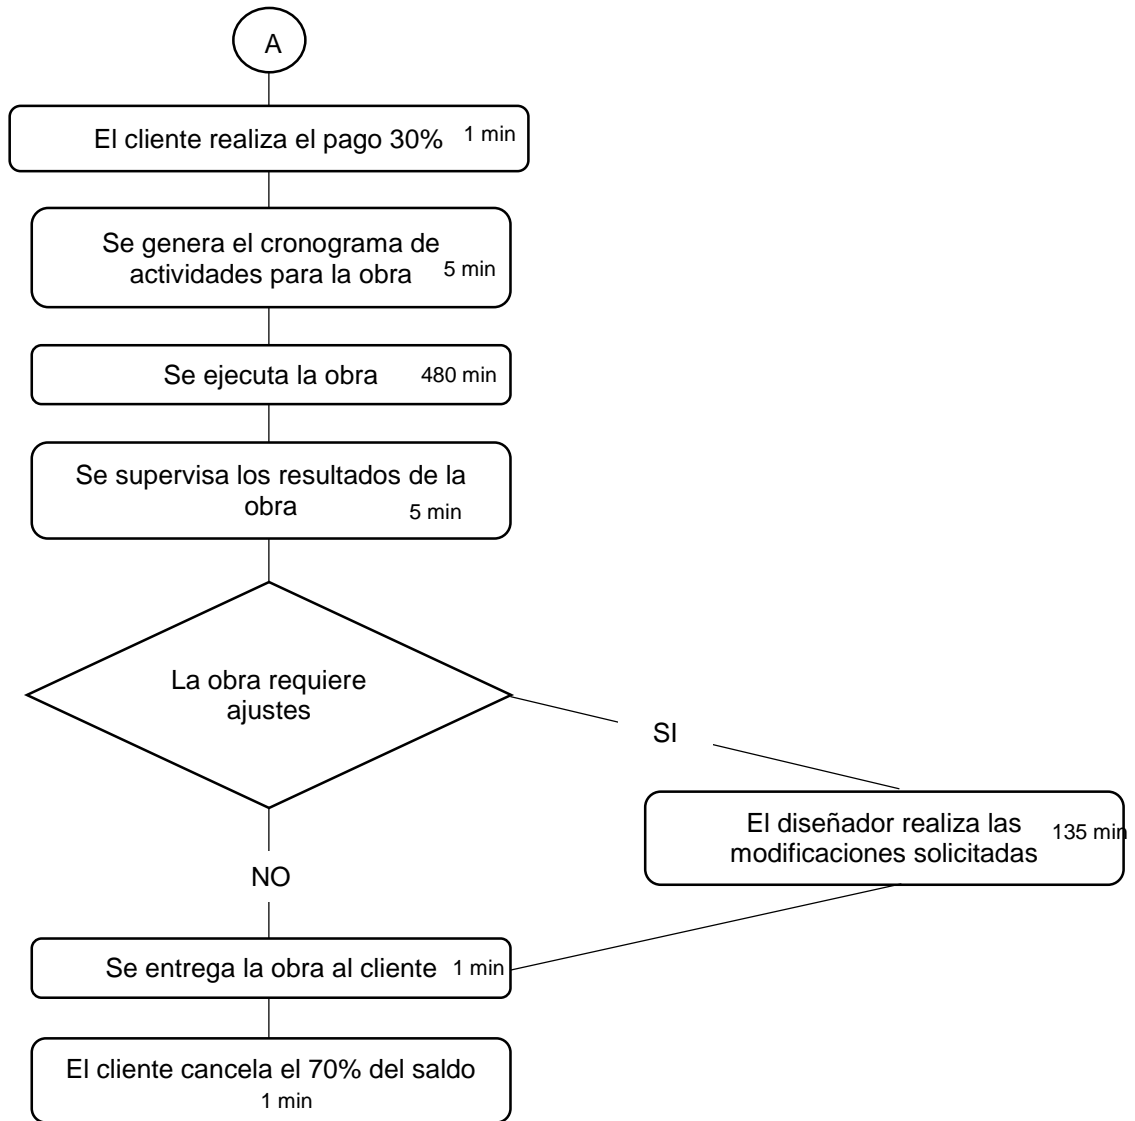 A
El cliente realiza el pago 30% 1 min
Se genera el cronograma de
actividades para la obra 5 min
Se ejecuta la obra 480 min
Se supervisa los resultados de la
obra 5 min
La obra requiere
ajustes
SI
El diseñador realiza las
modificaciones solicitadas 135 min
NO
Se entrega la obra al cliente 1 min
El cliente cancela el 70% del saldo
1 min